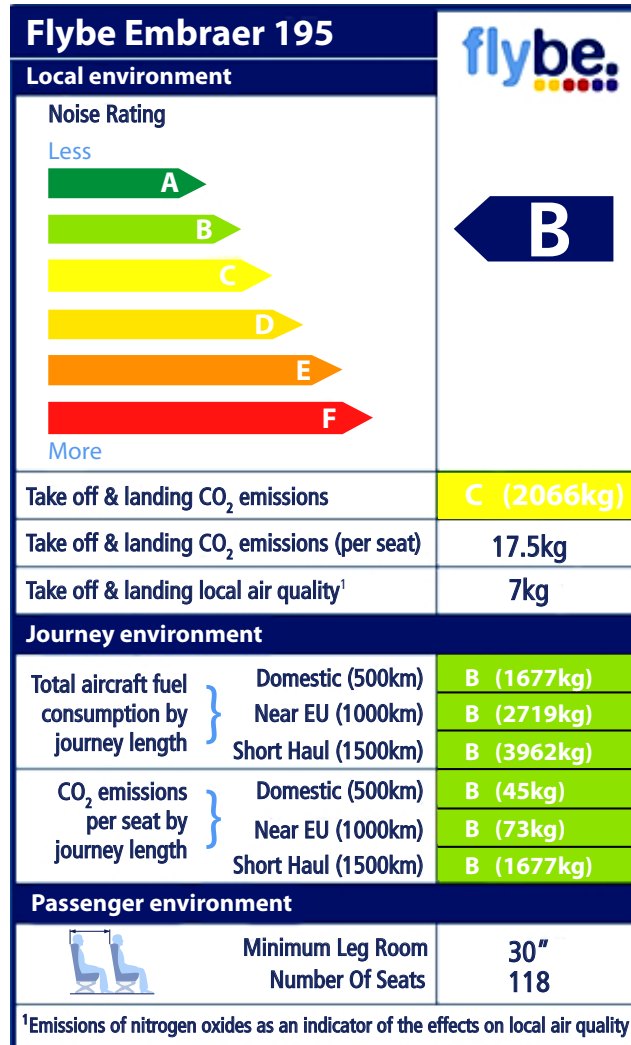 Flybe Embraer 195
flybe.
Local environment
Noise Rating
Less
A
B
C
D
E
F
More
B
Take off & landing CO₂ emissions C (2066kg)
Take off & landing CO₂ emissions (per seat) 17.5kg
Take off & landing local air quality¹ 7kg
Journey environment
Total aircraft fuel
consumption by
journey length
Domestic (500km) B (1677kg)
Near EU (1000km) B (2719kg)
Short Haul (1500km) B (3962kg)
CO₂ emissions
per seat by
journey length
Domestic (500km) B (45kg)
Near EU (1000km) B (73kg)
Short Haul (1500km) B (1677kg)
Passenger environment
Minimum Leg Room 30”
Number Of Seats 118
¹Emissions of nitrogen oxides as an indicator of the effects on local air quality